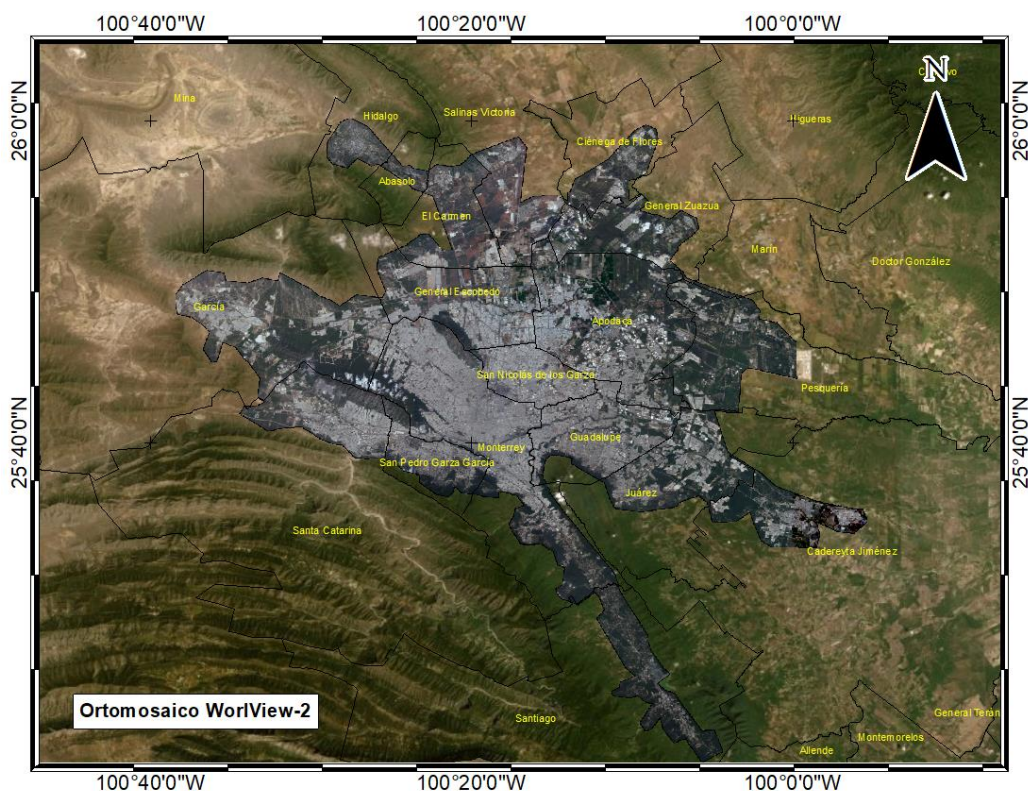 100°40'0"W 100°20'0"W 100°0'0"W
N
Mina
Hidalgo
Salinas Victoria
Higueras
Ciénega de Flores
Abasolo
El Carmen
General Zuazua
Marín
Doctor González
García
General Escobedo
Apodaca
San Nicolás de los Garza
Pesquería
Monterrey
Guadalupe
San Pedro Garza García
Juárez
Santa Catarina
Cadereyta Jiménez
Santiago
General Terán
Montemorelos
Allende
Ortomosaico WorlView-2
26°0'0"N
25°40'0"N
26°0'0"N
25°40'0"N
100°40'0"W 100°20'0"W 100°0'0"W